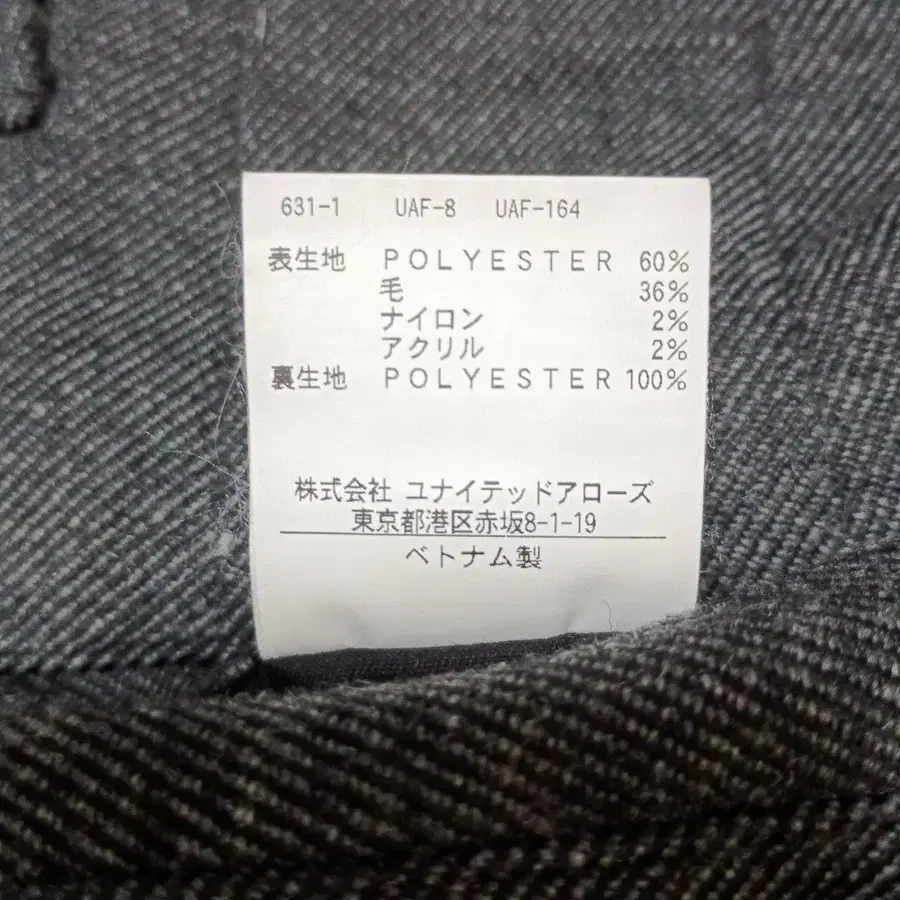 631-1 UAF-8 UAF-164
表生地 POLYESTER 60%
毛 36%
ナイロン 2%
アクリル 2%
裏生地 POLYESTER 100%
株式会社 ユナイテッドアローズ
東京都港区赤坂8-1-19
ベトナム製